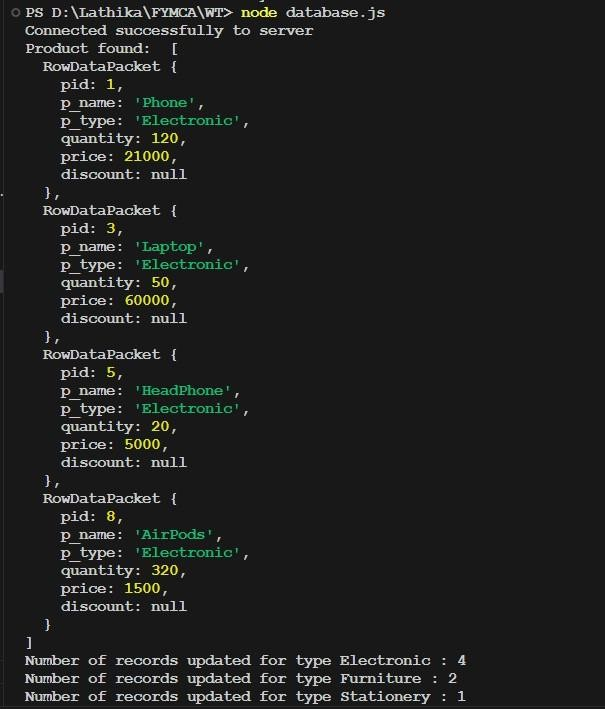 PS D:\Lathika\FYMCA\WT> node database.js
Connected successfully to server
Product found:  [
  RowDataPacket {
    pid: 1,
    p_name: 'Phone',
    p_type: 'Electronic',
    quantity: 120,
    price: 21000,
    discount: null
  },
  RowDataPacket {
    pid: 3,
    p_name: 'Laptop',
    p_type: 'Electronic',
    quantity: 50,
    price: 60000,
    discount: null
  },
  RowDataPacket {
    pid: 5,
    p_name: 'HeadPhone',
    p_type: 'Electronic',
    quantity: 20,
    price: 5000,
    discount: null
  },
  RowDataPacket {
    pid: 8,
    p_name: 'AirPods',
    p_type: 'Electronic',
    quantity: 320,
    price: 1500,
    discount: null
  }
]
Number of records updated for type Electronic : 4
Number of records updated for type Furniture : 2
Number of records updated for type Stationery : 1